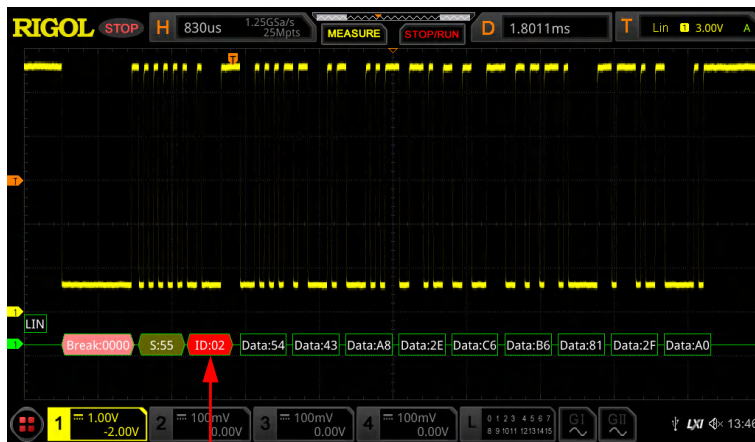 RIGOL STOP H 830us 1.25GSa/s 25Mpts MEASURE STOP/RUN D 1.8011ms T Lin 1 3.00V A
T
T
1
LIN
1 Break:0000 S:55 ID:02 Data:54 Data:43 Data:A8 Data:2E Data:C6 Data:B6 Data:81 Data:2F Data:A0
1 1.00V -2.00V 2 100mV 0.00V 3 100mV 0.00V 4 100mV 0.00V L 0 1 2 3 4 5 6 7 8 9 10 11 12 13 14 15 GI GII LXI